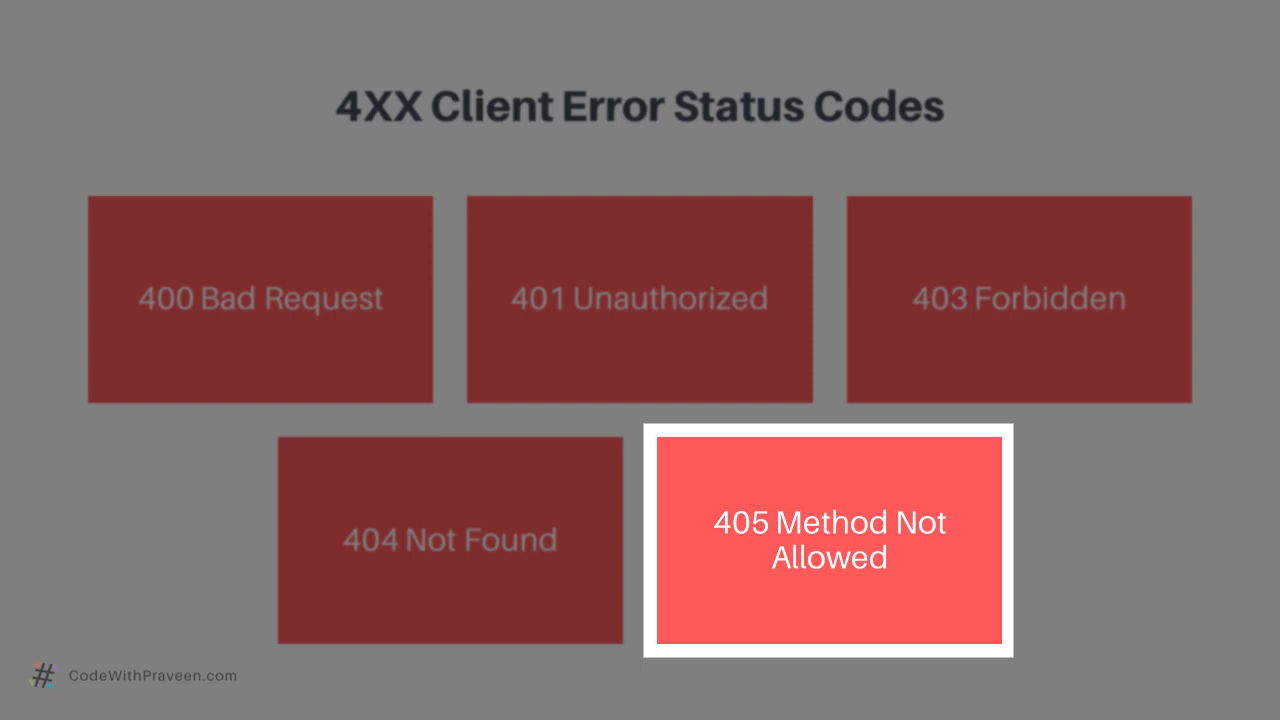 4XX Client Error Status Codes
400 Bad Request
401 Unauthorized
403 Forbidden
404 Not Found
405 Method Not
Allowed
# CodeWithPraveen.com